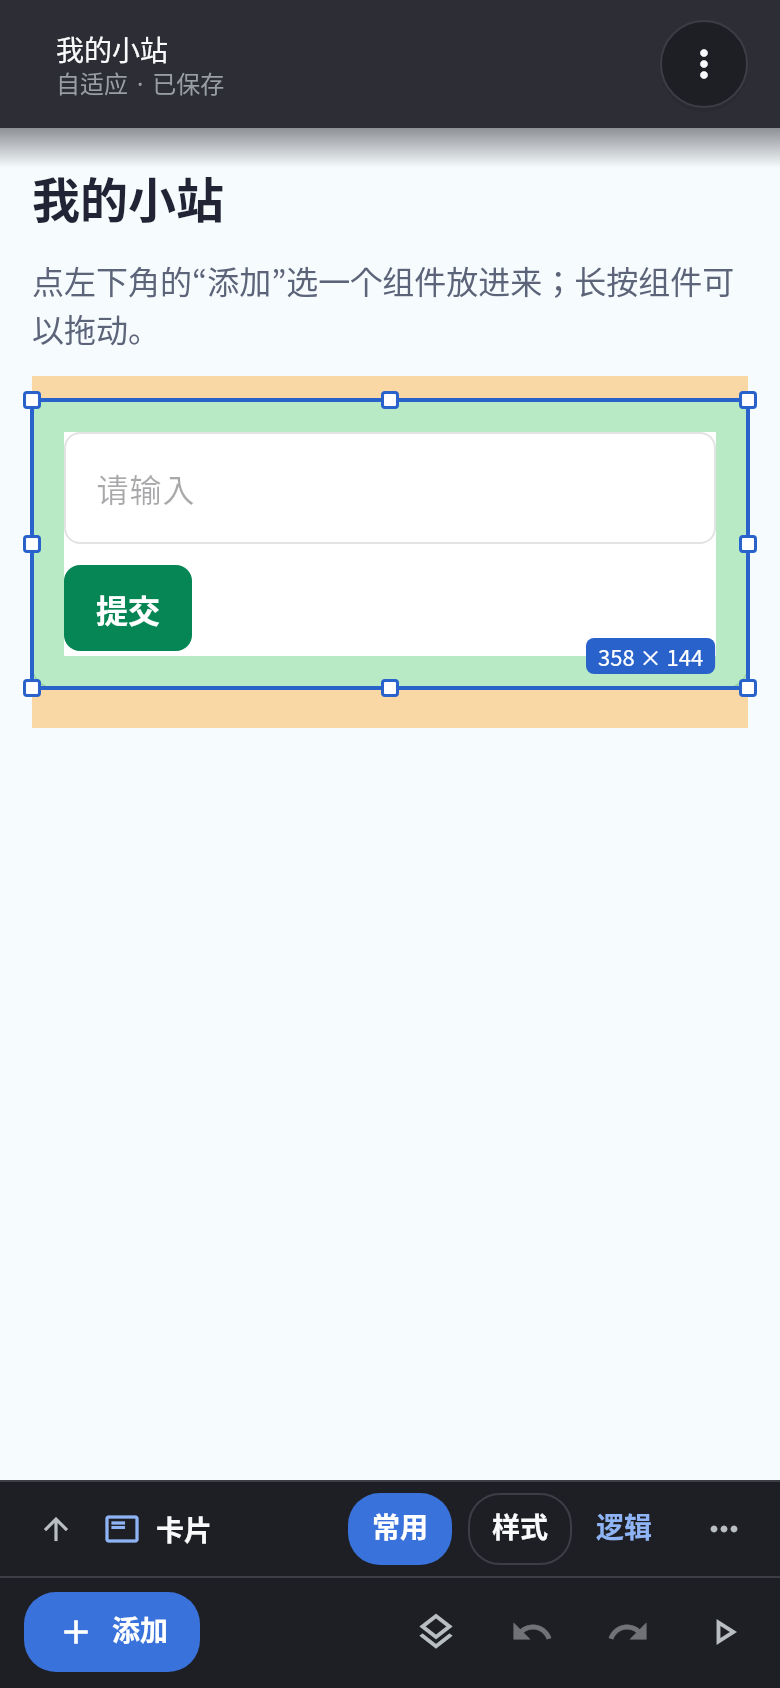 我的小站
自适应 · 已保存
我的小站
点左下角的“添加”选一个组件放进来；长按组件可
以拖动。
请输入
提交
358 × 144
卡片
常用
样式
逻辑
添加